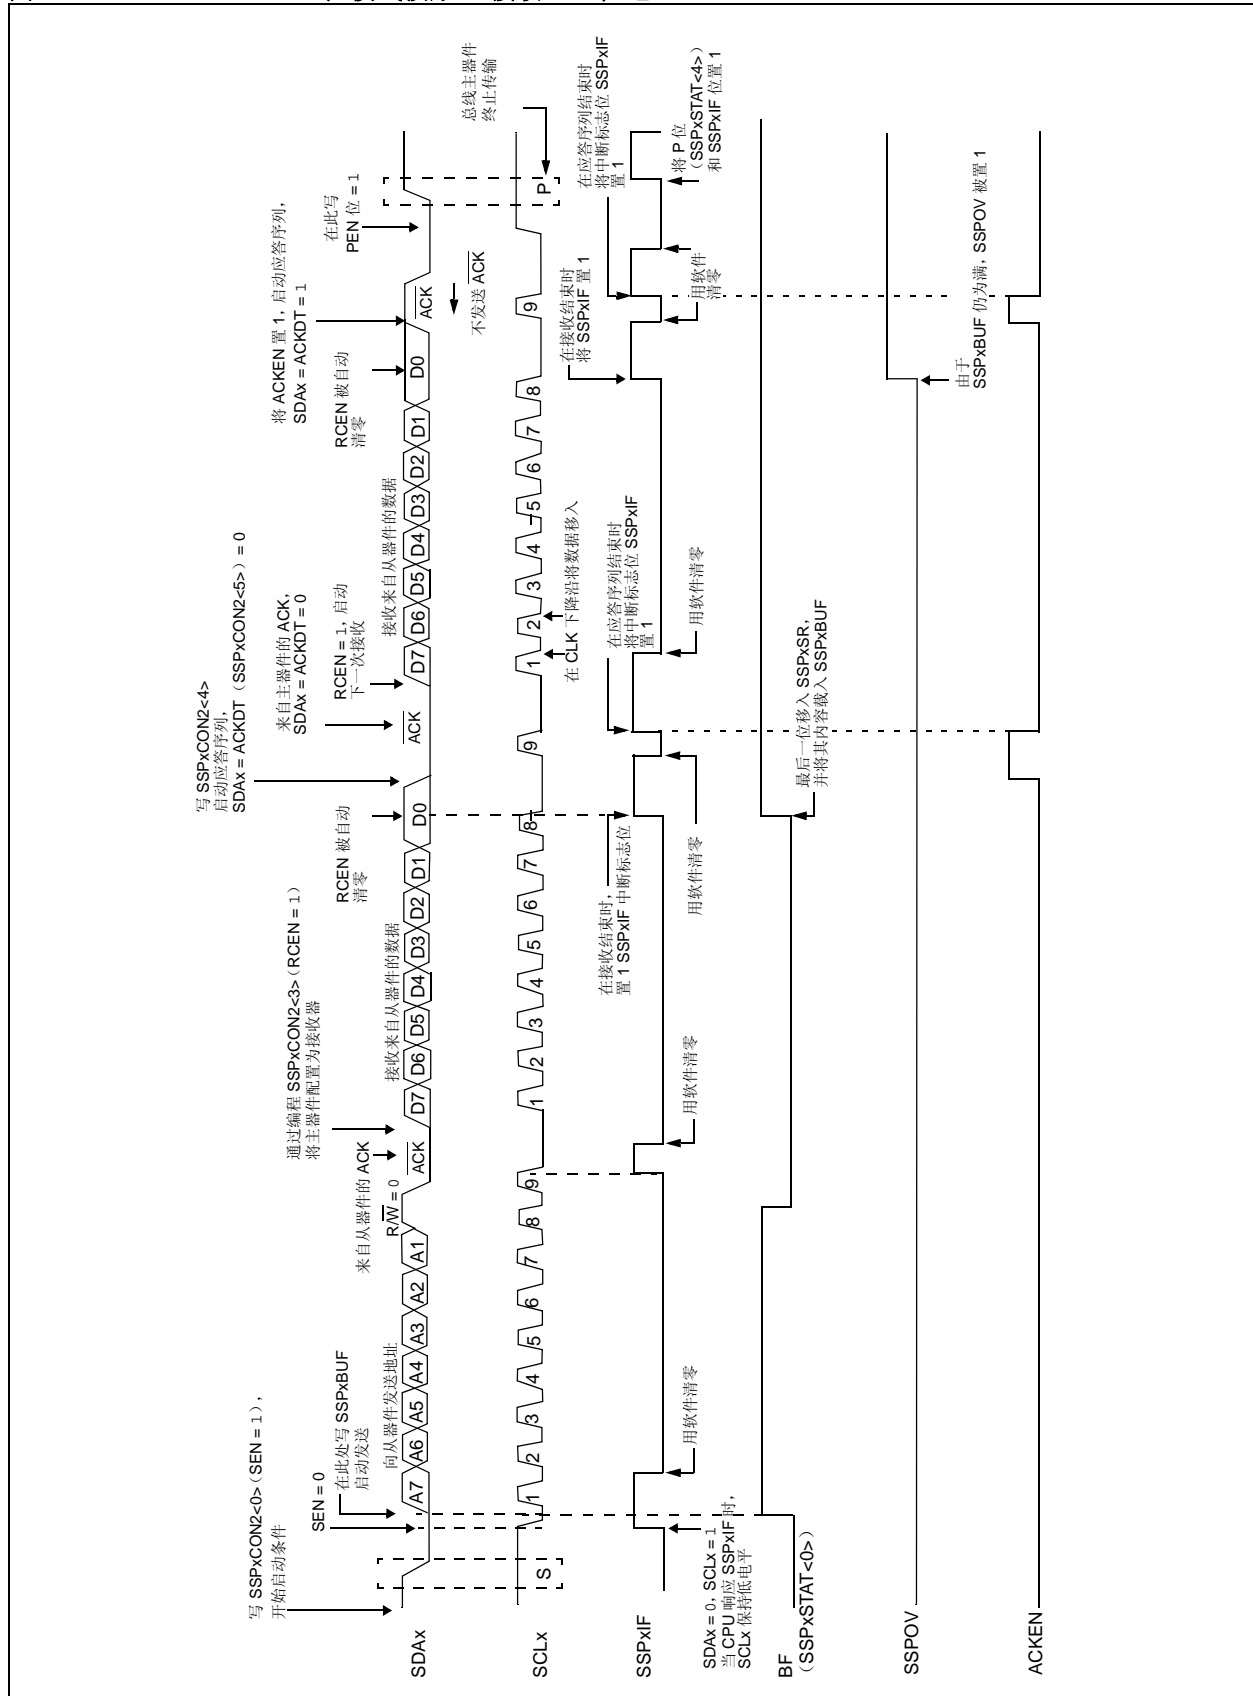 写 SSPxCON2<0>（SEN = 1），
开始启动条件
SEN = 0
在此处写 SSPxBUF
启动发送
向从器件发送地址
来自从器件的 ACK
R/W = 0
通过编程 SSPxCON2<3>（RCEN = 1）
将主器件配置为接收器
接收来自从器件的数据
RCEN 被自动
清零
写 SSPxCON2<4>
启动应答序列，
SDAx = ACKDT（SSPxCON2<5>）= 0
来自主器件的 ACK，
SDAx = ACKDT = 0
RCEN = 1，启动
下一次接收
接收来自从器件的数据
RCEN 被自动
清零
将 ACKEN 置 1，启动应答序列，
SDAx = ACKDT = 1
在此写
PEN 位 = 1
总线主器件
终止传输
SDAx
A7 A6 A5 A4 A3 A2 A1 ACK D7 D6 D5 D4 D3 D2 D1 D0 ACK D7 D6 D5 D4 D3 D2 D1 D0 ACK
不发送 ACK
SCLx
S 1 2 3 4 5 6 7 8 9 1 2 3 4 5 6 7 8 9 1 2 3 4 5 6 7 8 9 P
在接收结束时，
置 1 SSPxIF 中断标志位
在 CLK 下降沿将数据移入
在应答序列结束时
将中断标志位 SSPxIF
置 1
在接收结束时
将 SSPxIF 置 1
在应答序列结束时
将中断标志位 SSPxIF
置 1
SSPxIF
SDAx = 0, SCLx = 1
当 CPU 响应 SSPxIF 时，
SCLx 保持低电平
用软件清零
用软件清零
用软件清零
用软件清零
用软件
清零
将 P 位
（SSPxSTAT<4>）
和 SSPxIF 位置 1
BF
（SSPxSTAT<0>）
最后一位移入 SSPxSR，
并将其内容载入 SSPxBUF
SSPOV
由于
SSPxBUF 仍为满，SSPOV 被置 1
ACKEN